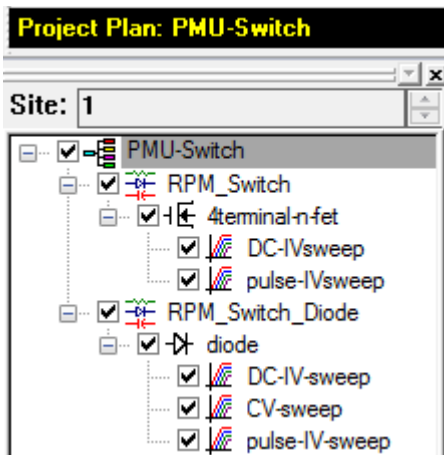 Project Plan: PMU-Switch
Site: 1
PMU-Switch
RPM_Switch
4terminal-n-fet
DC-IVsweep
pulse-IVsweep
RPM_Switch_Diode
diode
DC-IV-sweep
CV-sweep
pulse-IV-sweep